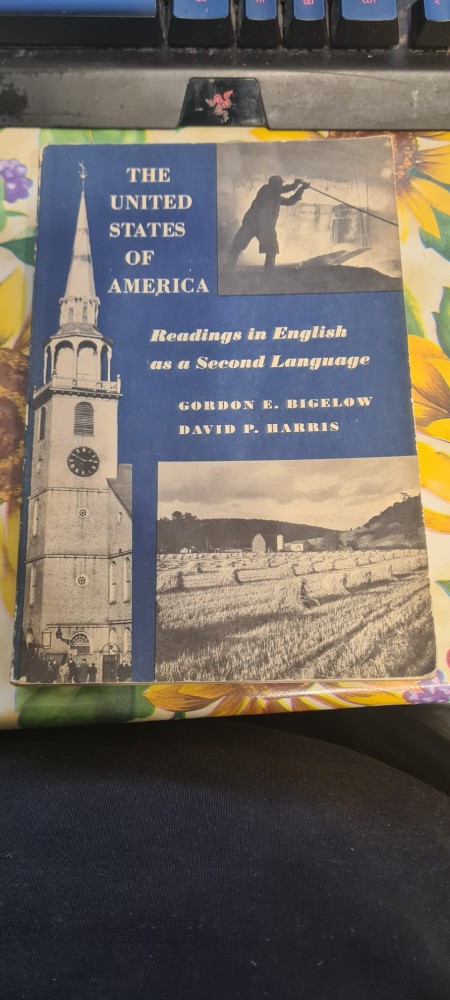 THE
UNITED
STATES
OF
AMERICA
Readings in English
as a Second Language
GORDON E. BIGELOW
DAVID P. HARRIS